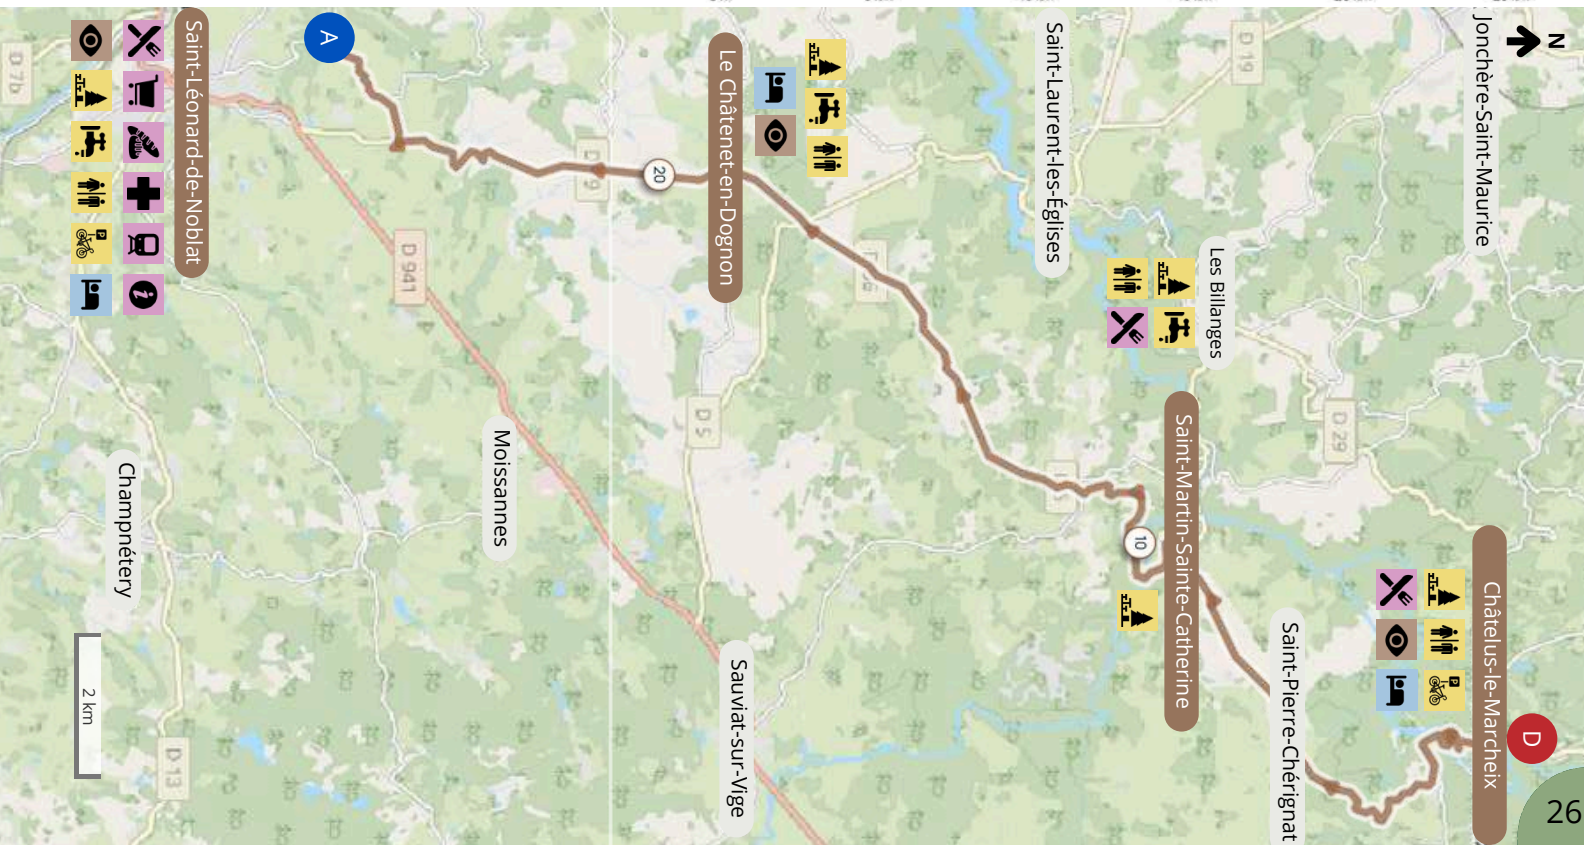 N
Jonchère-Saint-Maurice
D 19
Saint-Laurent-les-Églises
Les Billanges
D 29
Châtelus-le-Marcheix
D
26
Saint-Pierre-Chérignat
Saint-Martin-Sainte-Catherine
10
Le Châtenet-en-Dognon
20
D 5
Sauviat-sur-Vige
A
Saint-Léonard-de-Noblat
D 7b
D 941
Moissannes
Champnétery
D 13
2 km
P
P
i